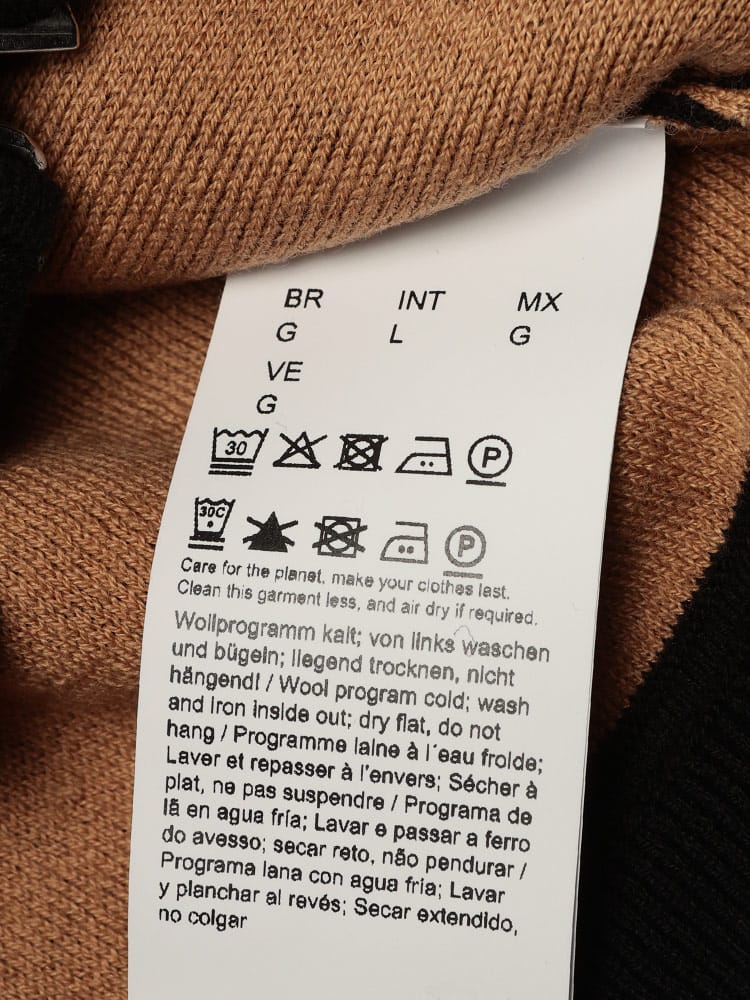 BR INT MX
G L G
VE
G
30 P
30C P
Care for the planet, make your clothes last.
Clean this garment less, and air dry if required.
Wollprogramm kalt; von links waschen
und bügeln; liegend trocknen, nicht
hängend! / Wool program cold; wash
and iron inside out; dry flat, do not
hang / Programme laine à l´eau froide;
Laver et repasser à l'envers; Sécher à
plat, ne pas suspendre / Programa de
lã en agua fría; Lavar e passar a ferro
do avesso; secar reto, não pendurar /
Programa lana con agua fría; Lavar
y planchar al revés; Secar extendido,
no colgar